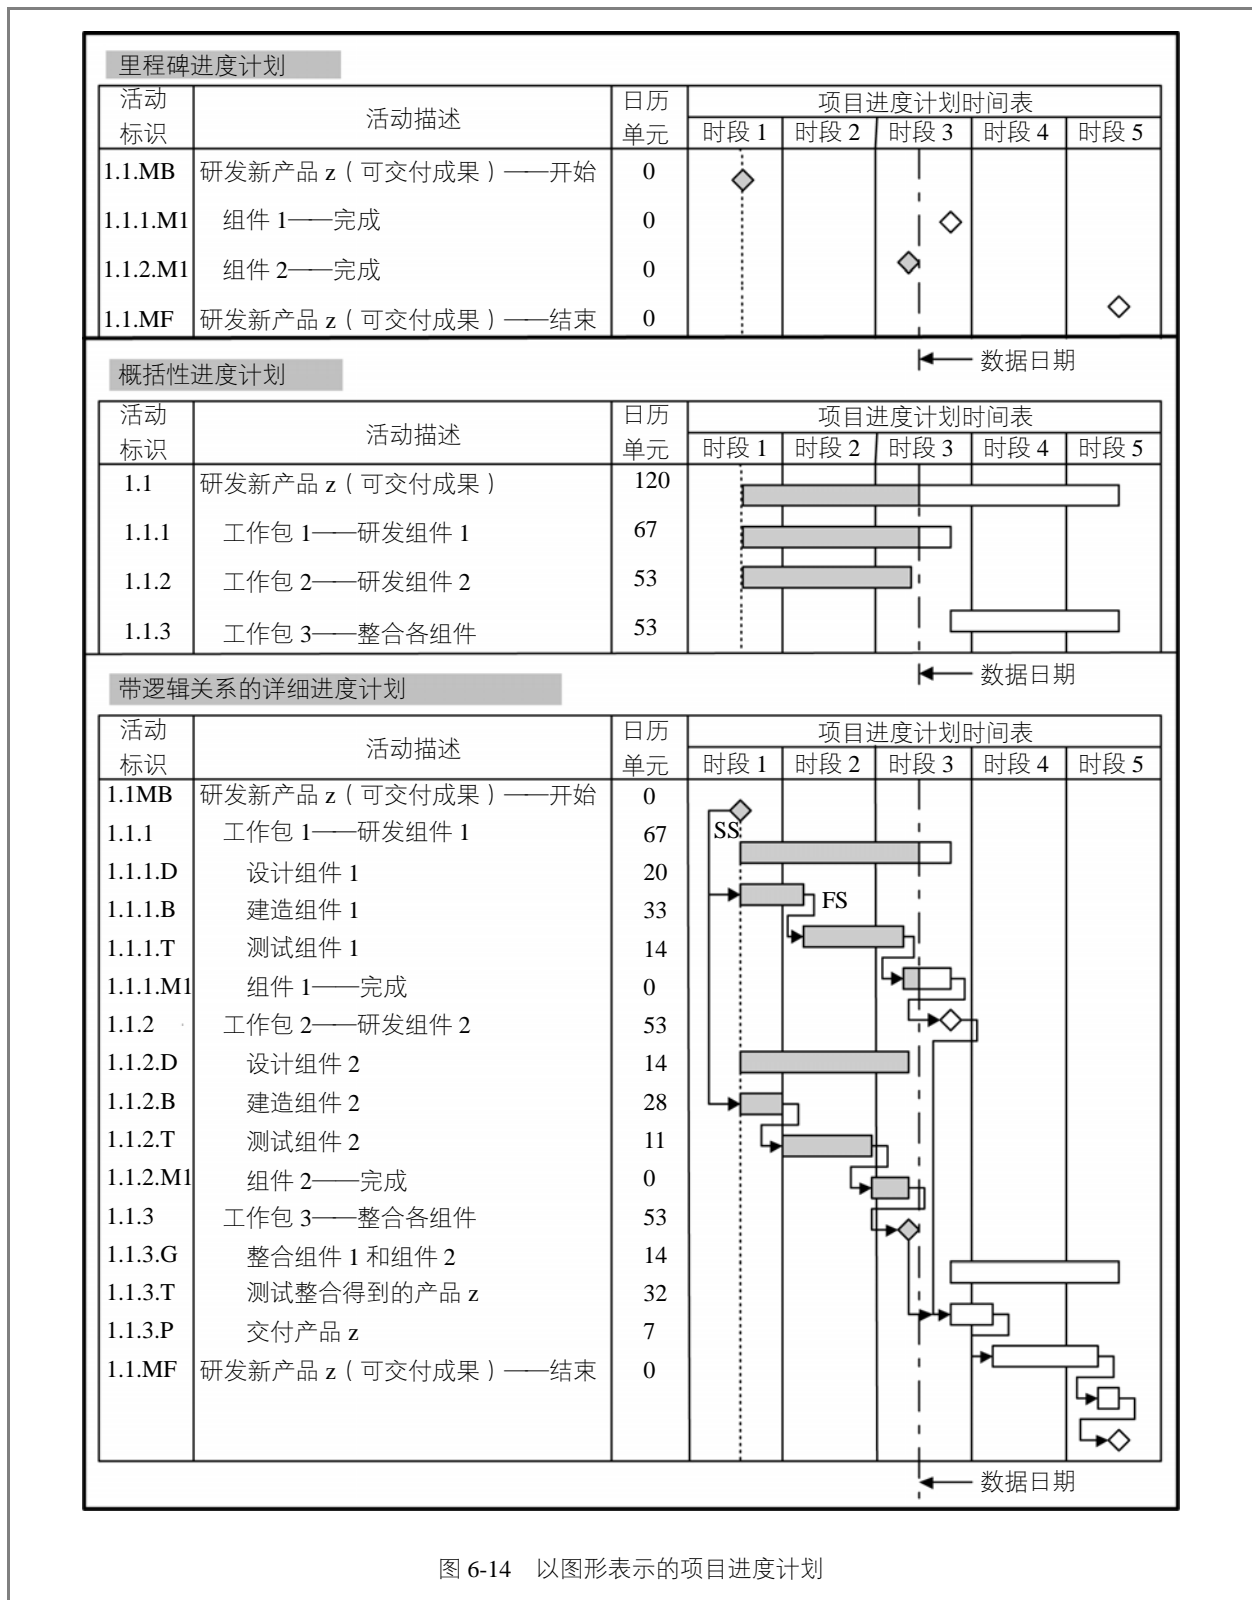 里程碑进度计划
活动标识 活动描述 日历单元 项目进度计划时间表
时段 1 时段 2 时段 3 时段 4 时段 5
1.1.MB 研发新产品 z（可交付成果）——开始 0
1.1.1.M1 组件 1——完成 0
1.1.2.M1 组件 2——完成 0
1.1.MF 研发新产品 z（可交付成果）——结束 0
数据日期
概括性进度计划
活动标识 活动描述 日历单元 项目进度计划时间表
时段 1 时段 2 时段 3 时段 4 时段 5
1.1 研发新产品 z（可交付成果） 120
1.1.1 工作包 1——研发组件 1 67
1.1.2 工作包 2——研发组件 2 53
1.1.3 工作包 3——整合各组件 53
数据日期
带逻辑关系的详细进度计划
活动标识 活动描述 日历单元 项目进度计划时间表
时段 1 时段 2 时段 3 时段 4 时段 5
1.1MB 研发新产品 z（可交付成果）——开始 0
1.1.1 工作包 1——研发组件 1 67 SS
1.1.1.D 设计组件 1 20
1.1.1.B 建造组件 1 33 FS
1.1.1.T 测试组件 1 14
1.1.1.M1 组件 1——完成 0
1.1.2 工作包 2——研发组件 2 53
1.1.2.D 设计组件 2 14
1.1.2.B 建造组件 2 28
1.1.2.T 测试组件 2 11
1.1.2.M1 组件 2——完成 0
1.1.3 工作包 3——整合各组件 53
1.1.3.G 整合组件 1 和组件 2 14
1.1.3.T 测试整合得到的产品 z 32
1.1.3.P 交付产品 z 7
1.1.MF 研发新产品 z（可交付成果）——结束 0
数据日期
图 6-14 以图形表示的项目进度计划